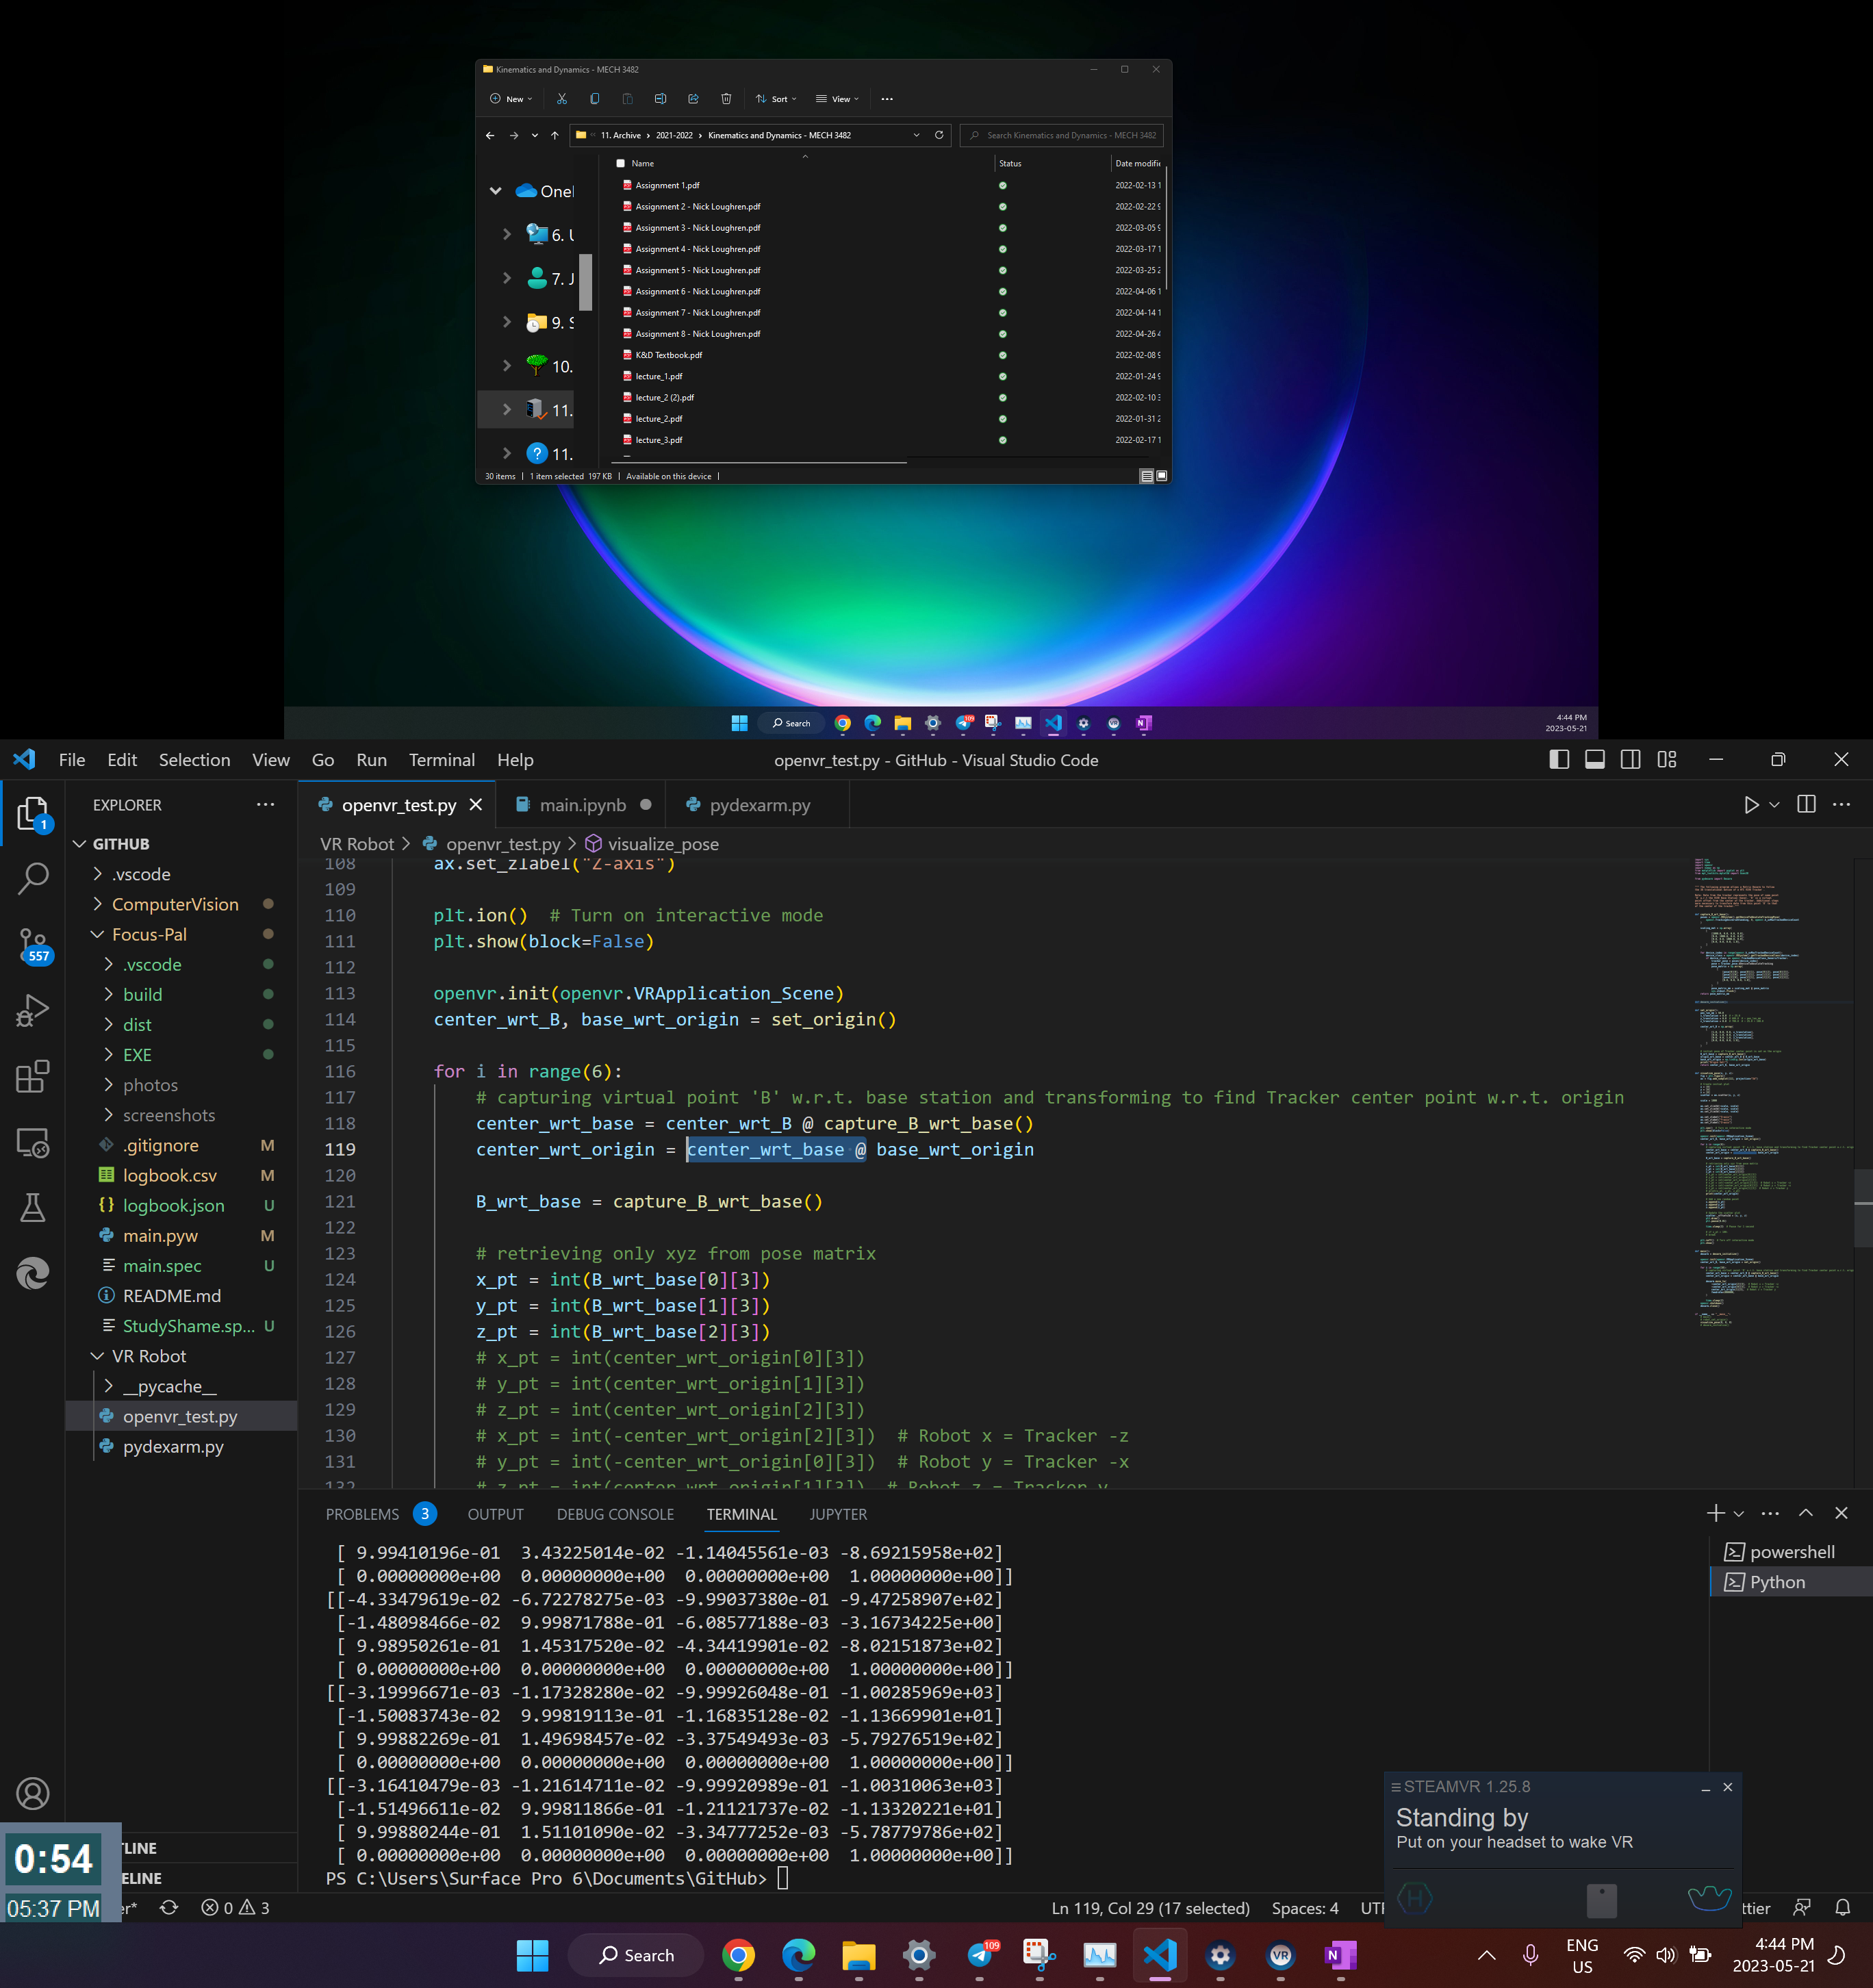 Kinematics and Dynamics - MECH 3482
New
Sort
View
11. Archive > 2021-2022 > Kinematics and Dynamics - MECH 3482
Search Kinematics and Dynamics - MECH 3482
Name Status Date modifi
Assignment 1.pdf 2022-02-13 1
Assignment 2 - Nick Loughren.pdf 2022-02-22 9
Assignment 3 - Nick Loughren.pdf 2022-03-05 9
Assignment 4 - Nick Loughren.pdf 2022-03-17 1
Assignment 5 - Nick Loughren.pdf 2022-03-25 2
Assignment 6 - Nick Loughren.pdf 2022-04-06 1
Assignment 7 - Nick Loughren.pdf 2022-04-14 1
Assignment 8 - Nick Loughren.pdf 2022-04-26 4
K&D Textbook.pdf 2022-02-08 9
lecture_1.pdf 2022-01-24 9
lecture_2 (2).pdf 2022-02-10 3
lecture_2.pdf 2022-01-31 2
lecture_3.pdf 2022-02-17 1
OneI
6. U
7. J
9. S
10.
11.
11.
30 items | 1 item selected 197 KB | Available on this device |
Search
109
4:44 PM
2023-05-21
File Edit Selection View Go Run Terminal Help
openvr_test.py - GitHub - Visual Studio Code
EXPLORER
openvr_test.py
main.ipynb
pydexarm.py
VR Robot > openvr_test.py > visualize_pose
1
557
GITHUB
.vscode
ComputerVision
Focus-Pal
.vscode
build
dist
EXE
photos
screenshots
.gitignore M
logbook.csv M
logbook.json U
main.pyw M
main.spec U
README.md
StudyShame.sp... U
VR Robot
__pycache__
openvr_test.py
pydexarm.py
108 ax.set_zlabel("Z-axis")
109
110 plt.ion()  # Turn on interactive mode
111 plt.show(block=False)
112
113 openvr.init(openvr.VRApplication_Scene)
114 center_wrt_B, base_wrt_origin = set_origin()
115
116 for i in range(6):
117 # capturing virtual point 'B' w.r.t. base station and transforming to find Tracker center point w.r.t. origin
118 center_wrt_base = center_wrt_B @ capture_B_wrt_base()
119 center_wrt_origin = center_wrt_base @ base_wrt_origin
120
121 B_wrt_base = capture_B_wrt_base()
122
123 # retrieving only xyz from pose matrix
124 x_pt = int(B_wrt_base[0][3])
125 y_pt = int(B_wrt_base[1][3])
126 z_pt = int(B_wrt_base[2][3])
127 # x_pt = int(center_wrt_origin[0][3])
128 # y_pt = int(center_wrt_origin[1][3])
129 # z_pt = int(center_wrt_origin[2][3])
130 # x_pt = int(-center_wrt_origin[2][3])  # Robot x = Tracker -z
131 # y_pt = int(-center_wrt_origin[0][3])  # Robot y = Tracker -x
132 # z_pt = int(center_wrt_origin[1][3])  # Robot z = Tracker y
PROBLEMS 3 OUTPUT DEBUG CONSOLE TERMINAL JUPYTER
[ 9.99410196e-01  3.43225014e-02 -1.14045561e-03 -8.69215958e+02]
[ 0.00000000e+00  0.00000000e+00  0.00000000e+00  1.00000000e+00]]
[[-4.33479619e-02 -6.72278275e-03 -9.99037380e-01 -9.47258907e+02]
[-1.48098466e-02  9.99871788e-01 -6.08577188e-03 -3.16734225e+00]
[ 9.98950261e-01  1.45317520e-02 -4.34419901e-02 -8.02151873e+02]
[ 0.00000000e+00  0.00000000e+00  0.00000000e+00  1.00000000e+00]]
[[-3.19996671e-03 -1.17328280e-02 -9.99926048e-01 -1.00285969e+03]
[-1.50083743e-02  9.99819113e-01 -1.16835128e-02 -1.13669901e+01]
[ 9.99882269e-01  1.49698457e-02 -3.37549493e-03 -5.79276519e+02]
[ 0.00000000e+00  0.00000000e+00  0.00000000e+00  1.00000000e+00]]
[[-3.16410479e-03 -1.21614711e-02 -9.99920989e-01 -1.00310063e+03]
[-1.51496611e-02  9.99811866e-01 -1.21121737e-02 -1.13320221e+01]
[ 9.99880244e-01  1.51101090e-02 -3.34777252e-03 -5.78779786e+02]
[ 0.00000000e+00  0.00000000e+00  0.00000000e+00  1.00000000e+00]]
PS C:\Users\Surface Pro 6\Documents\GitHub>
powershell
Python
STEAMVR 1.25.8
Standing by
Put on your headset to wake VR
0:54
05:37 PM
TLINE
ELINE
er* 0 3
Ln 119, Col 29 (17 selected) Spaces: 4 UTF
ttier
Search
109
VR
N
ENG
US
4:44 PM
2023-05-21